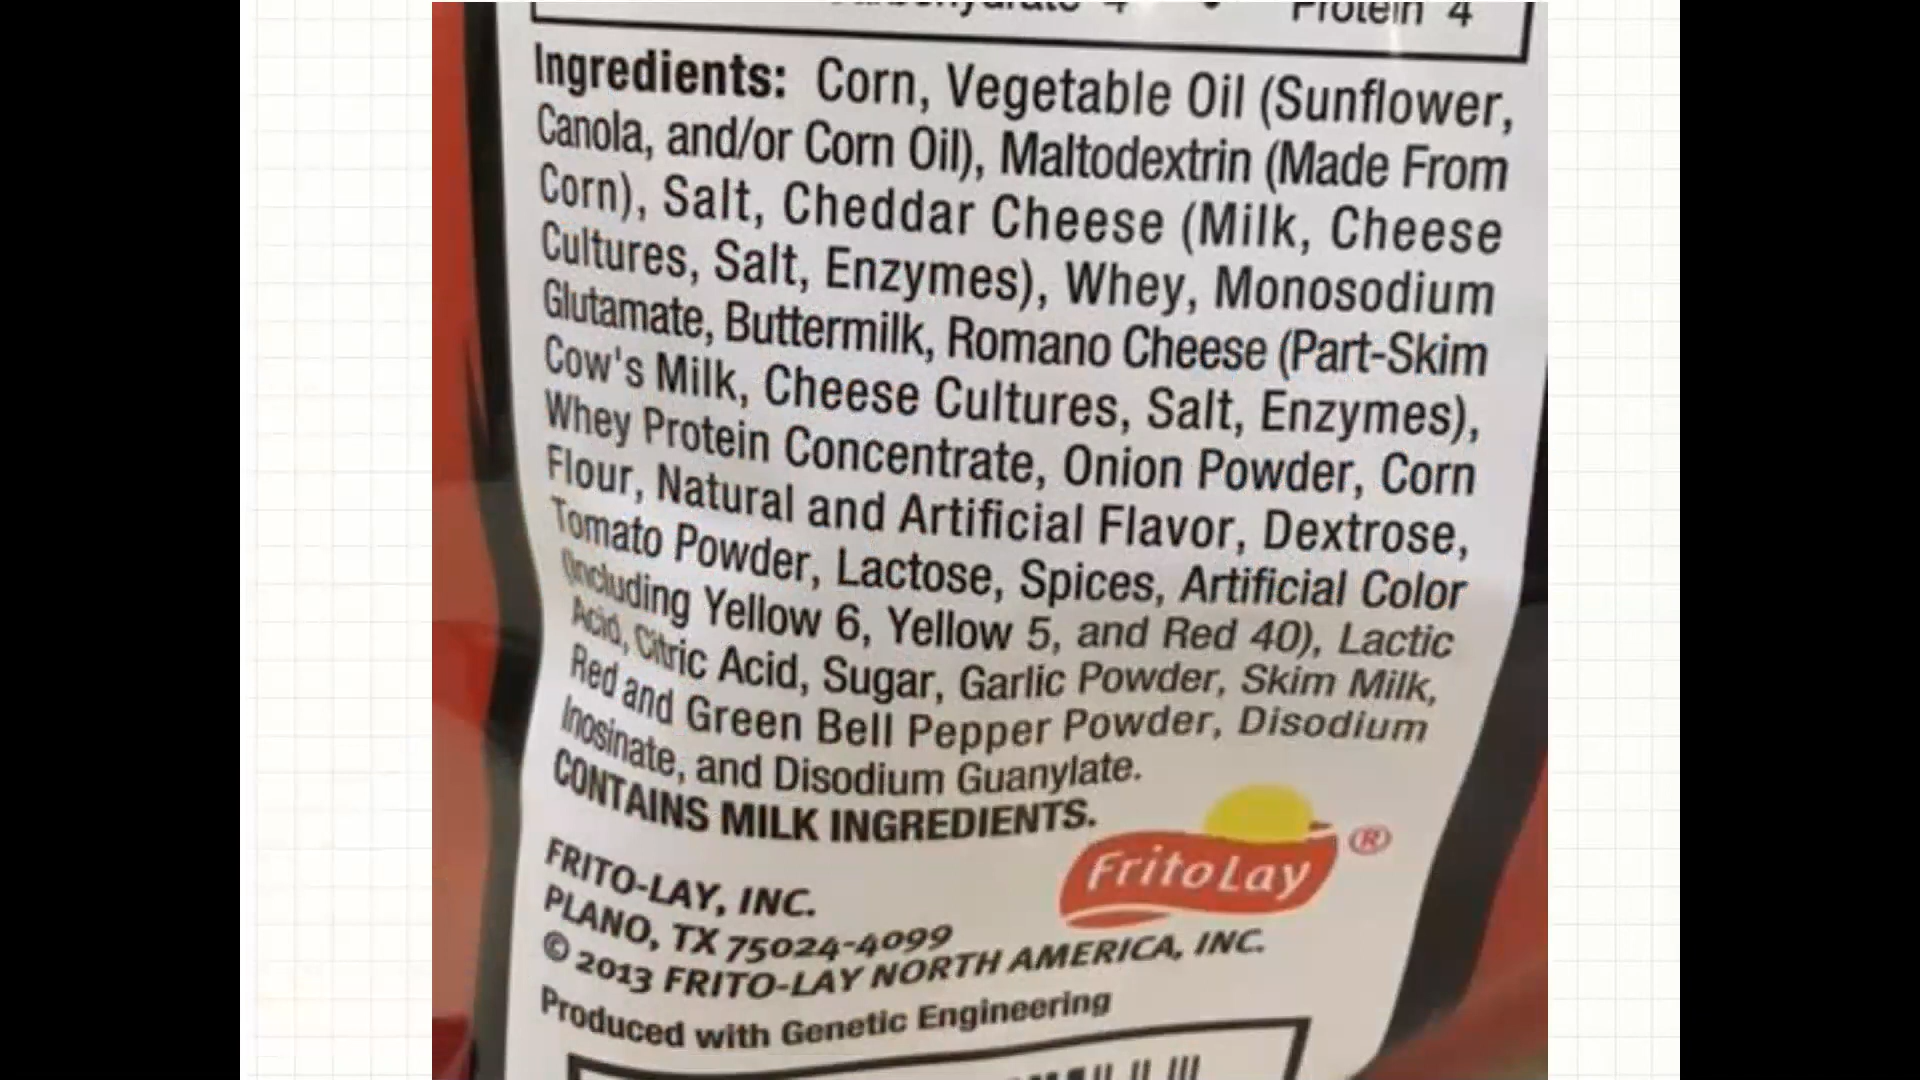 Protein 4
Ingredients: Corn, Vegetable Oil (Sunflower,
Canola, and/or Corn Oil), Maltodextrin (Made From
Corn), Salt, Cheddar Cheese (Milk, Cheese
Cultures, Salt, Enzymes), Whey, Monosodium
Glutamate, Buttermilk, Romano Cheese (Part-Skim
Cow's Milk, Cheese Cultures, Salt, Enzymes),
Whey Protein Concentrate, Onion Powder, Corn
Flour, Natural and Artificial Flavor, Dextrose,
Tomato Powder, Lactose, Spices, Artificial Color
(Including Yellow 6, Yellow 5, and Red 40), Lactic
Acid, Citric Acid, Sugar, Garlic Powder, Skim Milk,
Red and Green Bell Pepper Powder, Disodium
Inosinate, and Disodium Guanylate.
CONTAINS MILK INGREDIENTS.
FritoLay ®
FRITO-LAY, INC.
PLANO, TX 75024-4099
© 2013 FRITO-LAY NORTH AMERICA, INC.
Produced with Genetic Engineering